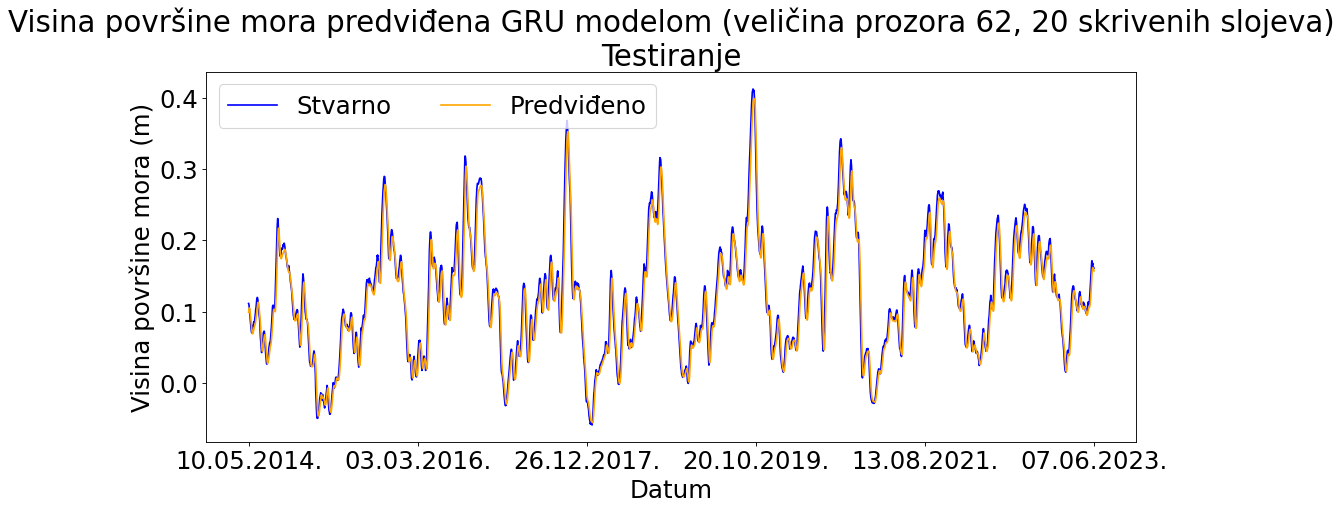 Visina površine mora predviđena GRU modelom (veličina prozora 62, 20 skrivenih slojeva)
Testiranje
Stvarno Predviđeno
Visina površine mora (m)
0.4
0.3
0.2
0.1
0.0
10.05.2014. 03.03.2016. 26.12.2017. 20.10.2019. 13.08.2021. 07.06.2023.
Datum